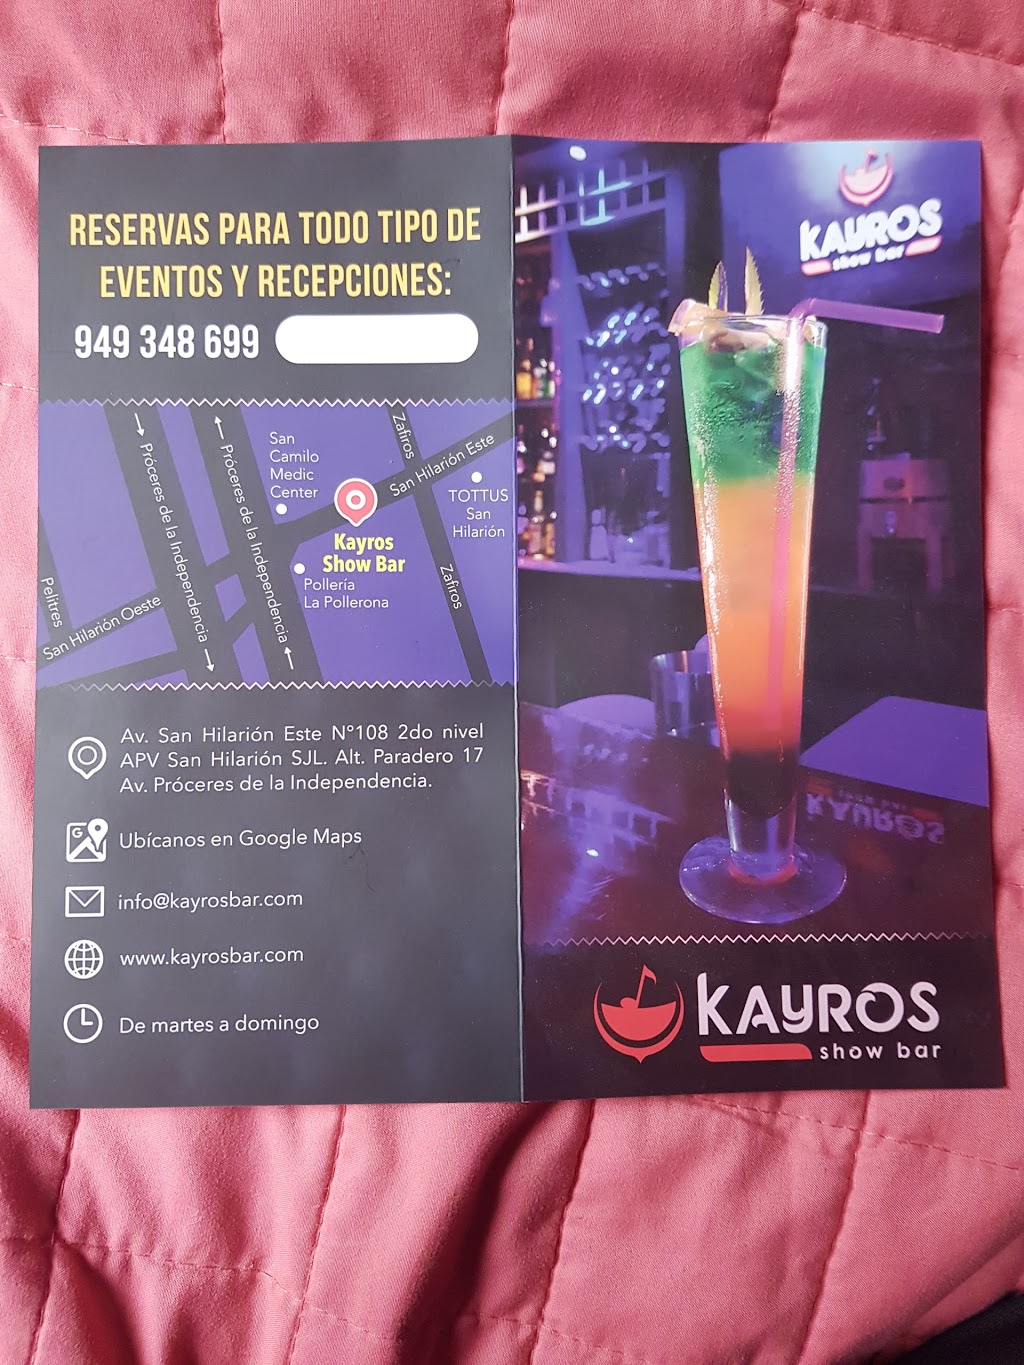 RESERVAS PARA TODO TIPO DE
EVENTOS Y RECEPCIONES:
949 348 699
San
Camilo
Medic
Center
Zafiros
San Hilarión Este
TOTTUS
San
Hilarión
Próceres de la Independencia
Próceres de la Independencia
Kayros
Show Bar
Pollería
La Pollerona
Zafiros
Pelitres
San Hilarión Oeste
Av. San Hilarión Este N°108 2do nivel
APV San Hilarión SJL. Alt. Paradero 17
Av. Próceres de la Independencia.
G
Ubícanos en Google Maps
info@kayrosbar.com
www.kayrosbar.com
De martes a domingo
KAYROS
show bar
KAYROS
show bar
KAYROS
show bar